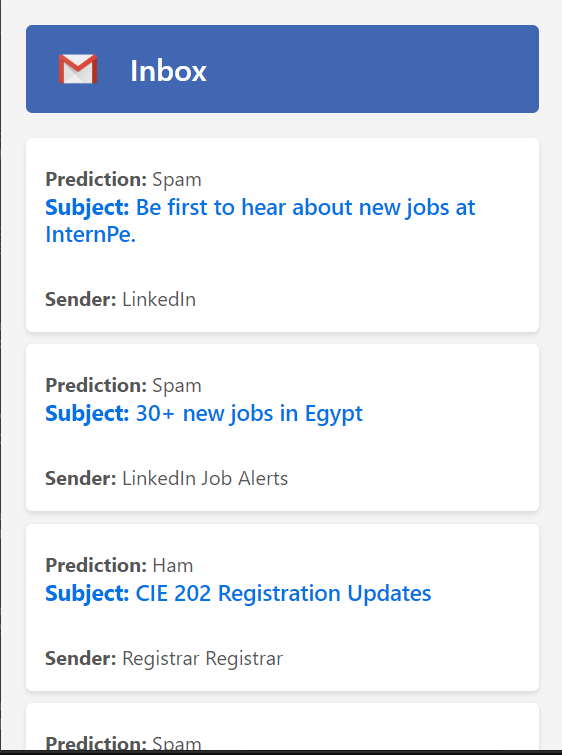 Inbox
Prediction: Spam
Subject: Be first to hear about new jobs at
InternPe.
Sender: LinkedIn
Prediction: Spam
Subject: 30+ new jobs in Egypt
Sender: LinkedIn Job Alerts
Prediction: Ham
Subject: CIE 202 Registration Updates
Sender: Registrar Registrar
Prediction: Spam